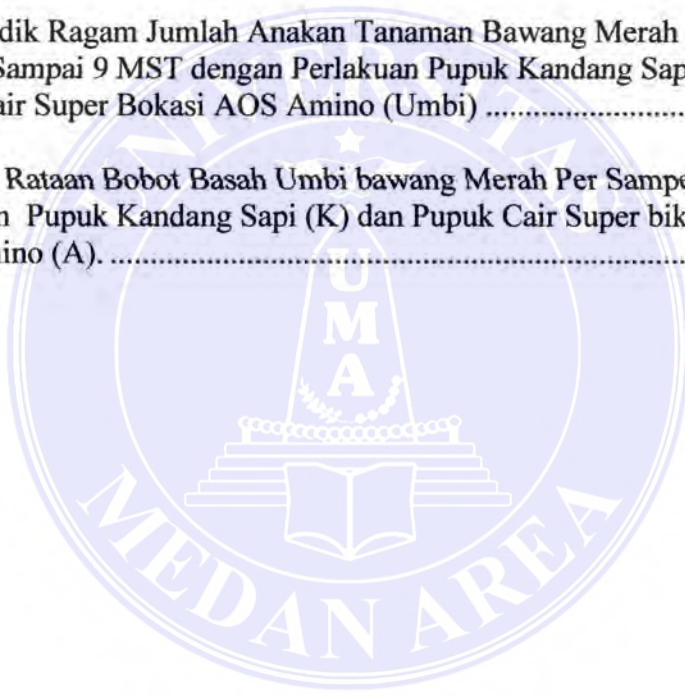 dik Ragam Jumlah Anakan Tanaman Bawang Merah
Sampai 9 MST dengan Perlakuan Pupuk Kandang Sap
air Super Bokasi AOS Amino (Umbi) ........................
Rataan Bobot Basah Umbi bawang Merah Per Sampe
n Pupuk Kandang Sapi (K) dan Pupuk Cair Super bik
ino (A). ........................................................................
UNIVERSITAS
U
M
A
MEDAN AREA